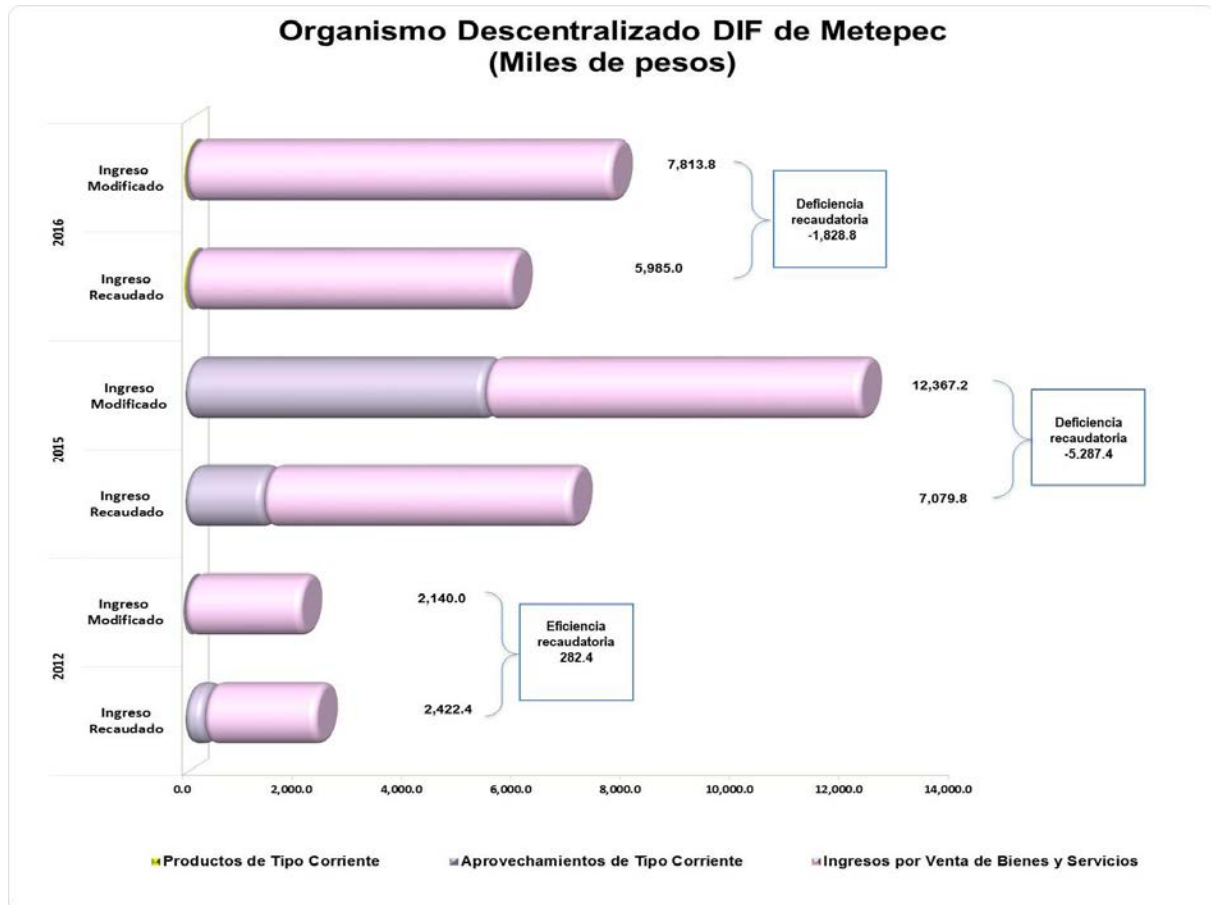 Organismo Descentralizado DIF de Metepec
(Miles de pesos)
2016
Ingreso
Modificado
7,813.8
Deficiencia
recaudatoria
-1,828.8
Ingreso
Recaudado
5,985.0
2015
Ingreso
Modificado
12,367.2
Deficiencia
recaudatoria
-5.287.4
Ingreso
Recaudado
7,079.8
2012
Ingreso
Modificado
2,140.0
Eficiencia
recaudatoria
282.4
Ingreso
Recaudado
2,422.4
0.0 2,000.0 4,000.0 6,000.0 8,000.0 10,000.0 12,000.0 14,000.0
Productos de Tipo Corriente Aprovechamientos de Tipo Corriente Ingresos por Venta de Bienes y Servicios